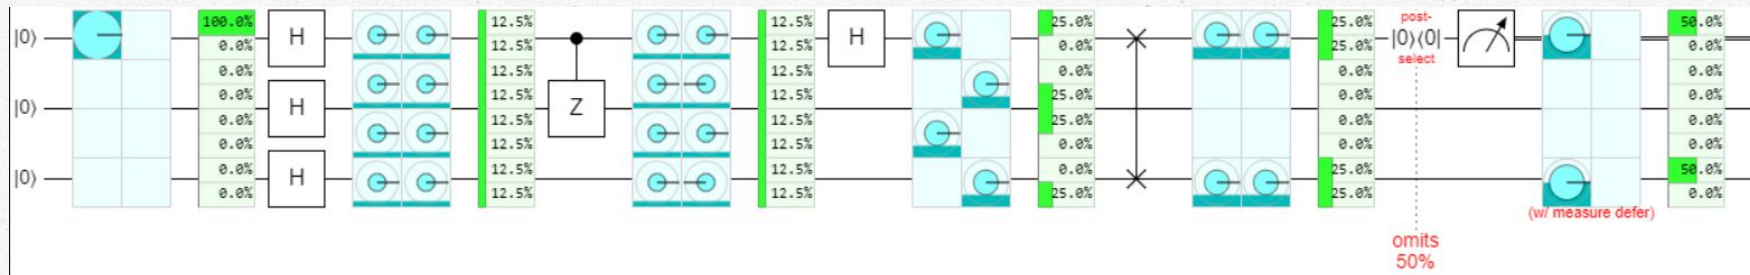 100.0% 12.5% 12.5% 25.0% 25.0% post- 50.0%
|0⟩ H H |0⟩⟨0|
0.0% 12.5% 12.5% 0.0% 25.0% 0.0%
select
0.0% 12.5% 12.5% 0.0% 0.0% 0.0%
0.0% 12.5% 12.5% 25.0% 0.0% 0.0%
|0⟩ H Z
0.0% 12.5% 12.5% 25.0% 0.0% 0.0%
0.0% 12.5% 12.5% 0.0% 0.0% 0.0%
0.0% 12.5% 12.5% 0.0% 25.0% 50.0%
|0⟩ H
0.0% 12.5% 12.5% 25.0% 25.0% 0.0%
(w/ measure defer)
omits
50%